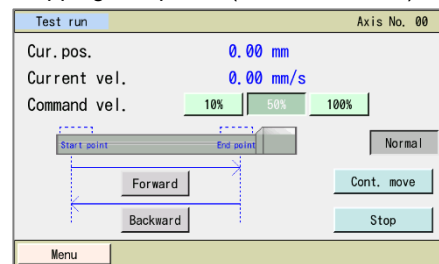 Test run Axis No. 00
Cur.pos. 0.00 mm
Current vel. 0.00 mm/s
Command vel. 10% 50% 100%
Start point End point Normal
Forward Cont. move
Backward Stop
Menu